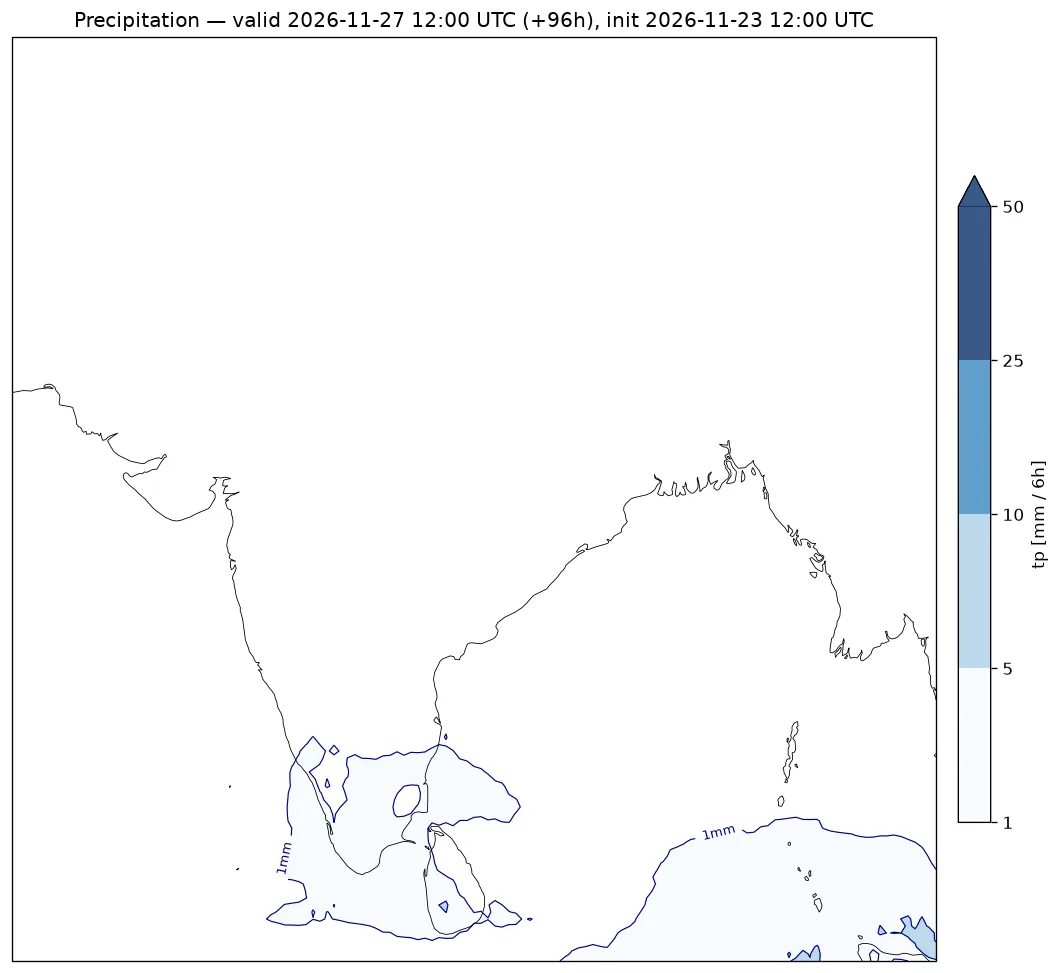 Precipitation — valid 2026-11-27 12:00 UTC (+96h), init 2026-11-23 12:00 UTC
50
25
10
5
1
tp [mm / 6h]
1mm
1mm